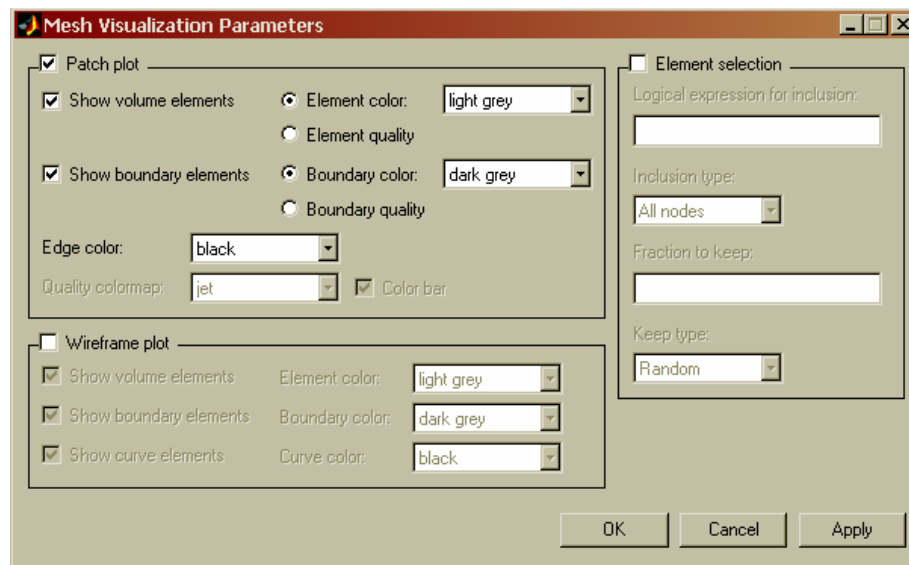 Mesh Visualization Parameters
Patch plot
Show volume elements Element color: light grey
Element quality
Show boundary elements Boundary color: dark grey
Boundary quality
Edge color: black
Quality colormap: jet Color bar
Wireframe plot
Show volume elements Element color: light grey
Show boundary elements Boundary color: dark grey
Show curve elements Curve color: black
Element selection
Logical expression for inclusion:
Inclusion type:
All nodes
Fraction to keep:
Keep type:
Random
OK Cancel Apply